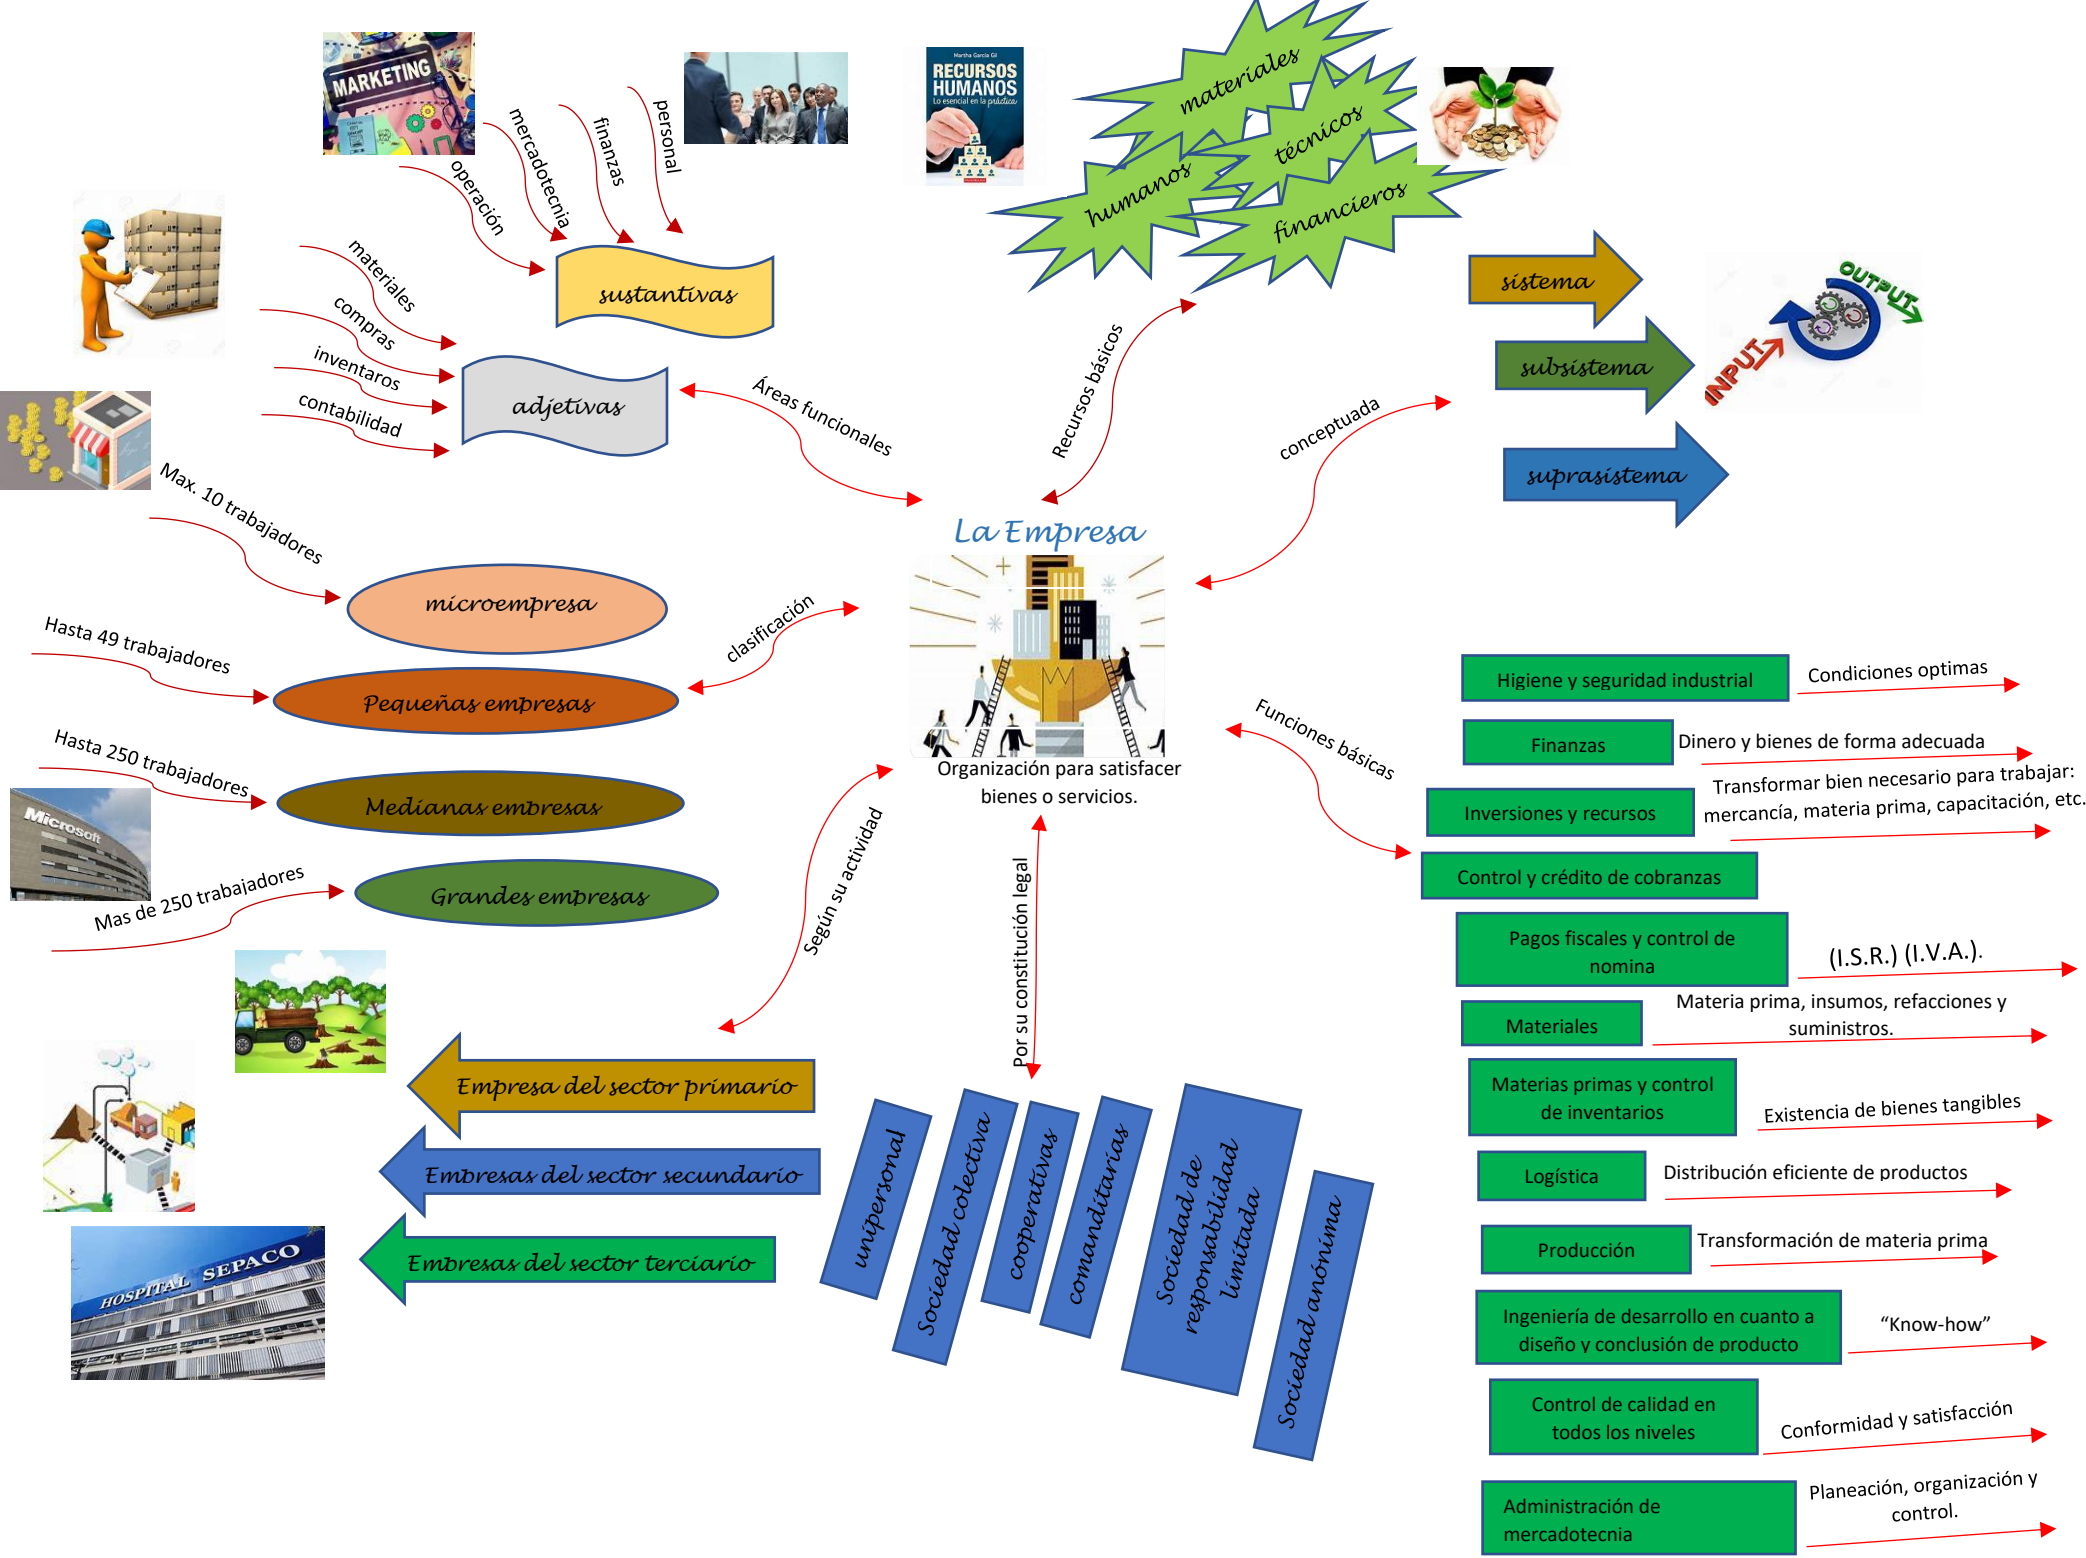 MARKETING
mercadotecnia
finanzas
personal
operación
sustantivas
materiales
compras
inventaros
contabilidad
adjetivas
Áreas funcionales
Martha García Gil
RECURSOS
HUMANOS
Lo esencial en la práctica
materiales
técnicos
humanos
financieros
Recursos básicos
sistema
subsistema
suprasistema
conceptuada
INPUT
OUTPUT
La Empresa
Organización para satisfacer
bienes o servicios.
Max. 10 trabajadores
microempresa
Hasta 49 trabajadores
Pequeñas empresas
Hasta 250 trabajadores
Medianas empresas
Microsoft
Mas de 250 trabajadores
Grandes empresas
clasificación
Según su actividad
Empresa del sector primario
Empresas del sector secundario
Empresas del sector terciario
HOSPITAL SEPACO
Por su constitución legal
unipersonal
Sociedad colectiva
cooperativas
comanditarias
Sociedad de
responsabilidad
limitada
Sociedad anónima
Funciones básicas
Higiene y seguridad industrial
Condiciones optimas
Finanzas
Dinero y bienes de forma adecuada
Inversiones y recursos
Transformar bien necesario para trabajar:
mercancía, materia prima, capacitación, etc.
Control y crédito de cobranzas
Pagos fiscales y control de
nomina
(I.S.R.) (I.V.A.).
Materiales
Materia prima, insumos, refacciones y
suministros.
Materias primas y control
de inventarios
Existencia de bienes tangibles
Logística
Distribución eficiente de productos
Producción
Transformación de materia prima
Ingeniería de desarrollo en cuanto a
diseño y conclusión de producto
“Know-how”
Control de calidad en
todos los niveles
Conformidad y satisfacción
Administración de
mercadotecnia
Planeación, organización y
control.